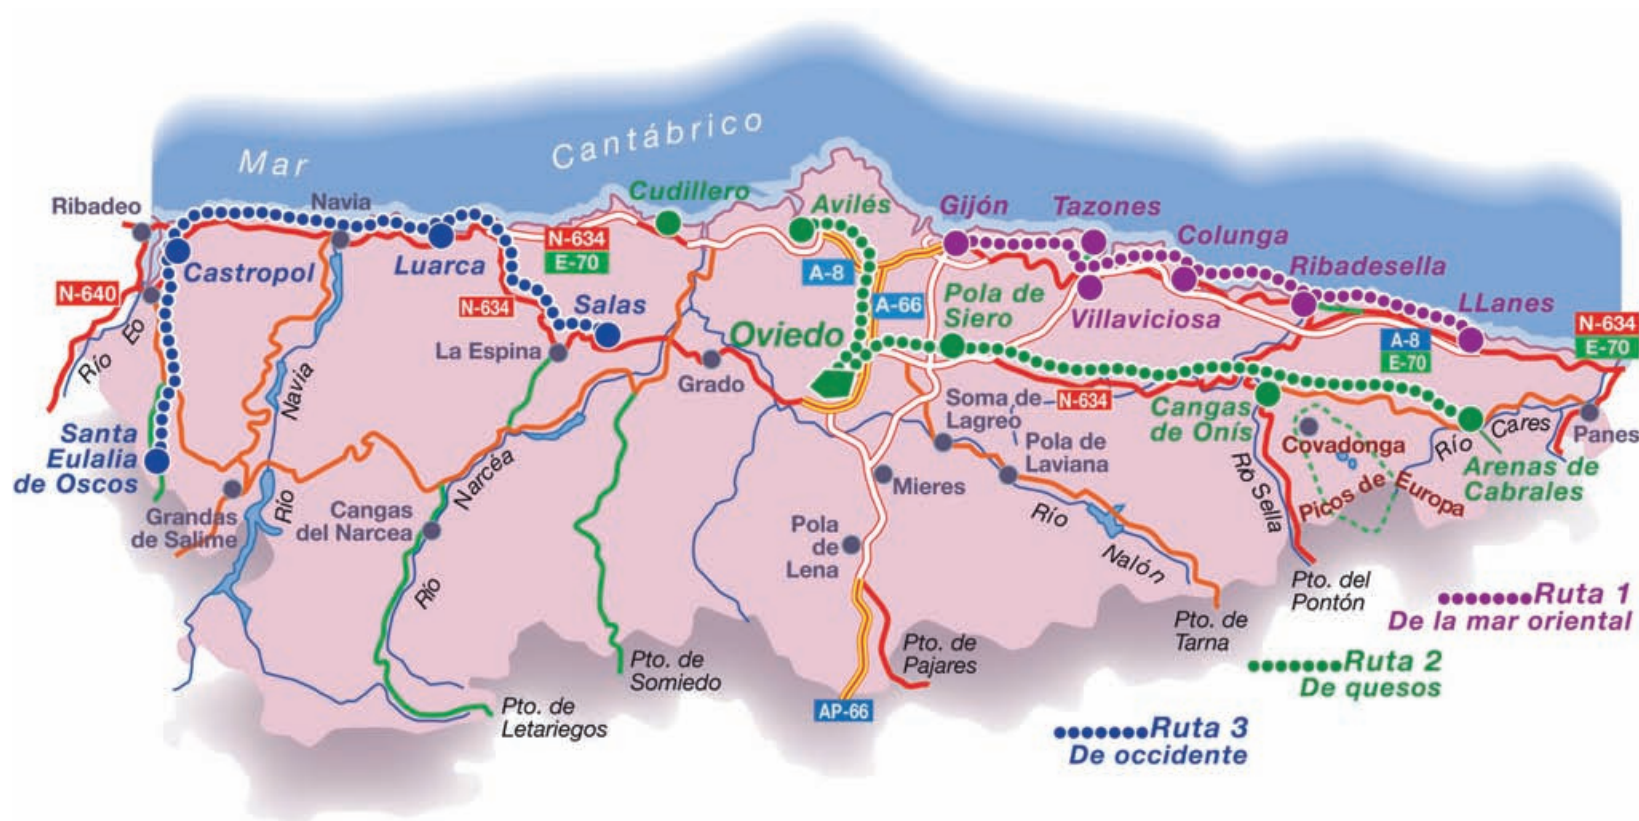 Mar
Cantábrico
Ribadeo
Navia
Cudillero
Avilés
Gijón
Tazones
Colunga
Ribadesella
LLanes
Castropol
Luarca
N-634
E-70
A-8
A-66
N-640
N-634
Salas
Pola de
Siero
Villaviciosa
A-8
E-70
N-634
E-70
Río
Eo
Oviedo
La Espina
Grado
Navia
Río
Soma de
Lagreo
N-634
Cangas
de Onís
Covadonga
Río
Cares
Panes
Santa
Eulalia
de Oscos
Pola de
Laviana
Mieres
Narcéa
Río
Arenas de
Cabrales
Picos de Europa
Río Sella
Grandas
de Salime
Cangas
del Narcea
Pola
de
Lena
Río
Nalón
Pto. del
Pontón
Pto. de
Tarna
Pto. de
Pajares
Pto. de
Somiedo
Pto. de
Letariegos
AP-66
Ruta 1
De la mar oriental
Ruta 2
De quesos
Ruta 3
De occidente